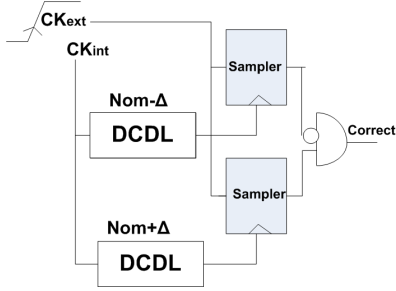 CKext
CKint
Sampler
Nom-Δ
DCDL
Correct
Sampler
Nom+Δ
DCDL